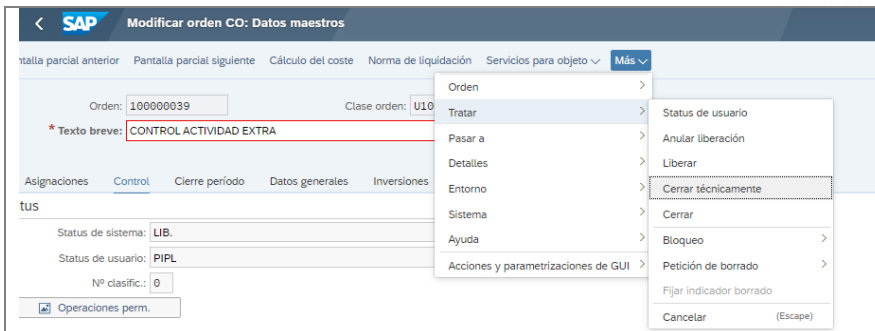 SAP Modificar orden CO: Datos maestros
ntalla parcial anterior Pantalla parcial siguiente Cálculo del coste Norma de liquidación Servicios para objeto Más
Orden: 100000039 Clase orden: U10
* Texto breve: CONTROL ACTIVIDAD EXTRA
Asignaciones Control Cierre período Datos generales Inversiones
tus
Status de sistema: LIB.
Status de usuario: PIPL
Nº clasific.: 0
Operaciones perm.
Orden
Tratar
Pasar a
Detalles
Entorno
Sistema
Ayuda
Acciones y parametrizaciones de GUI
Status de usuario
Anular liberación
Liberar
Cerrar técnicamente
Cerrar
Bloqueo
Petición de borrado
Fijar indicador borrado
Cancelar (Escape)